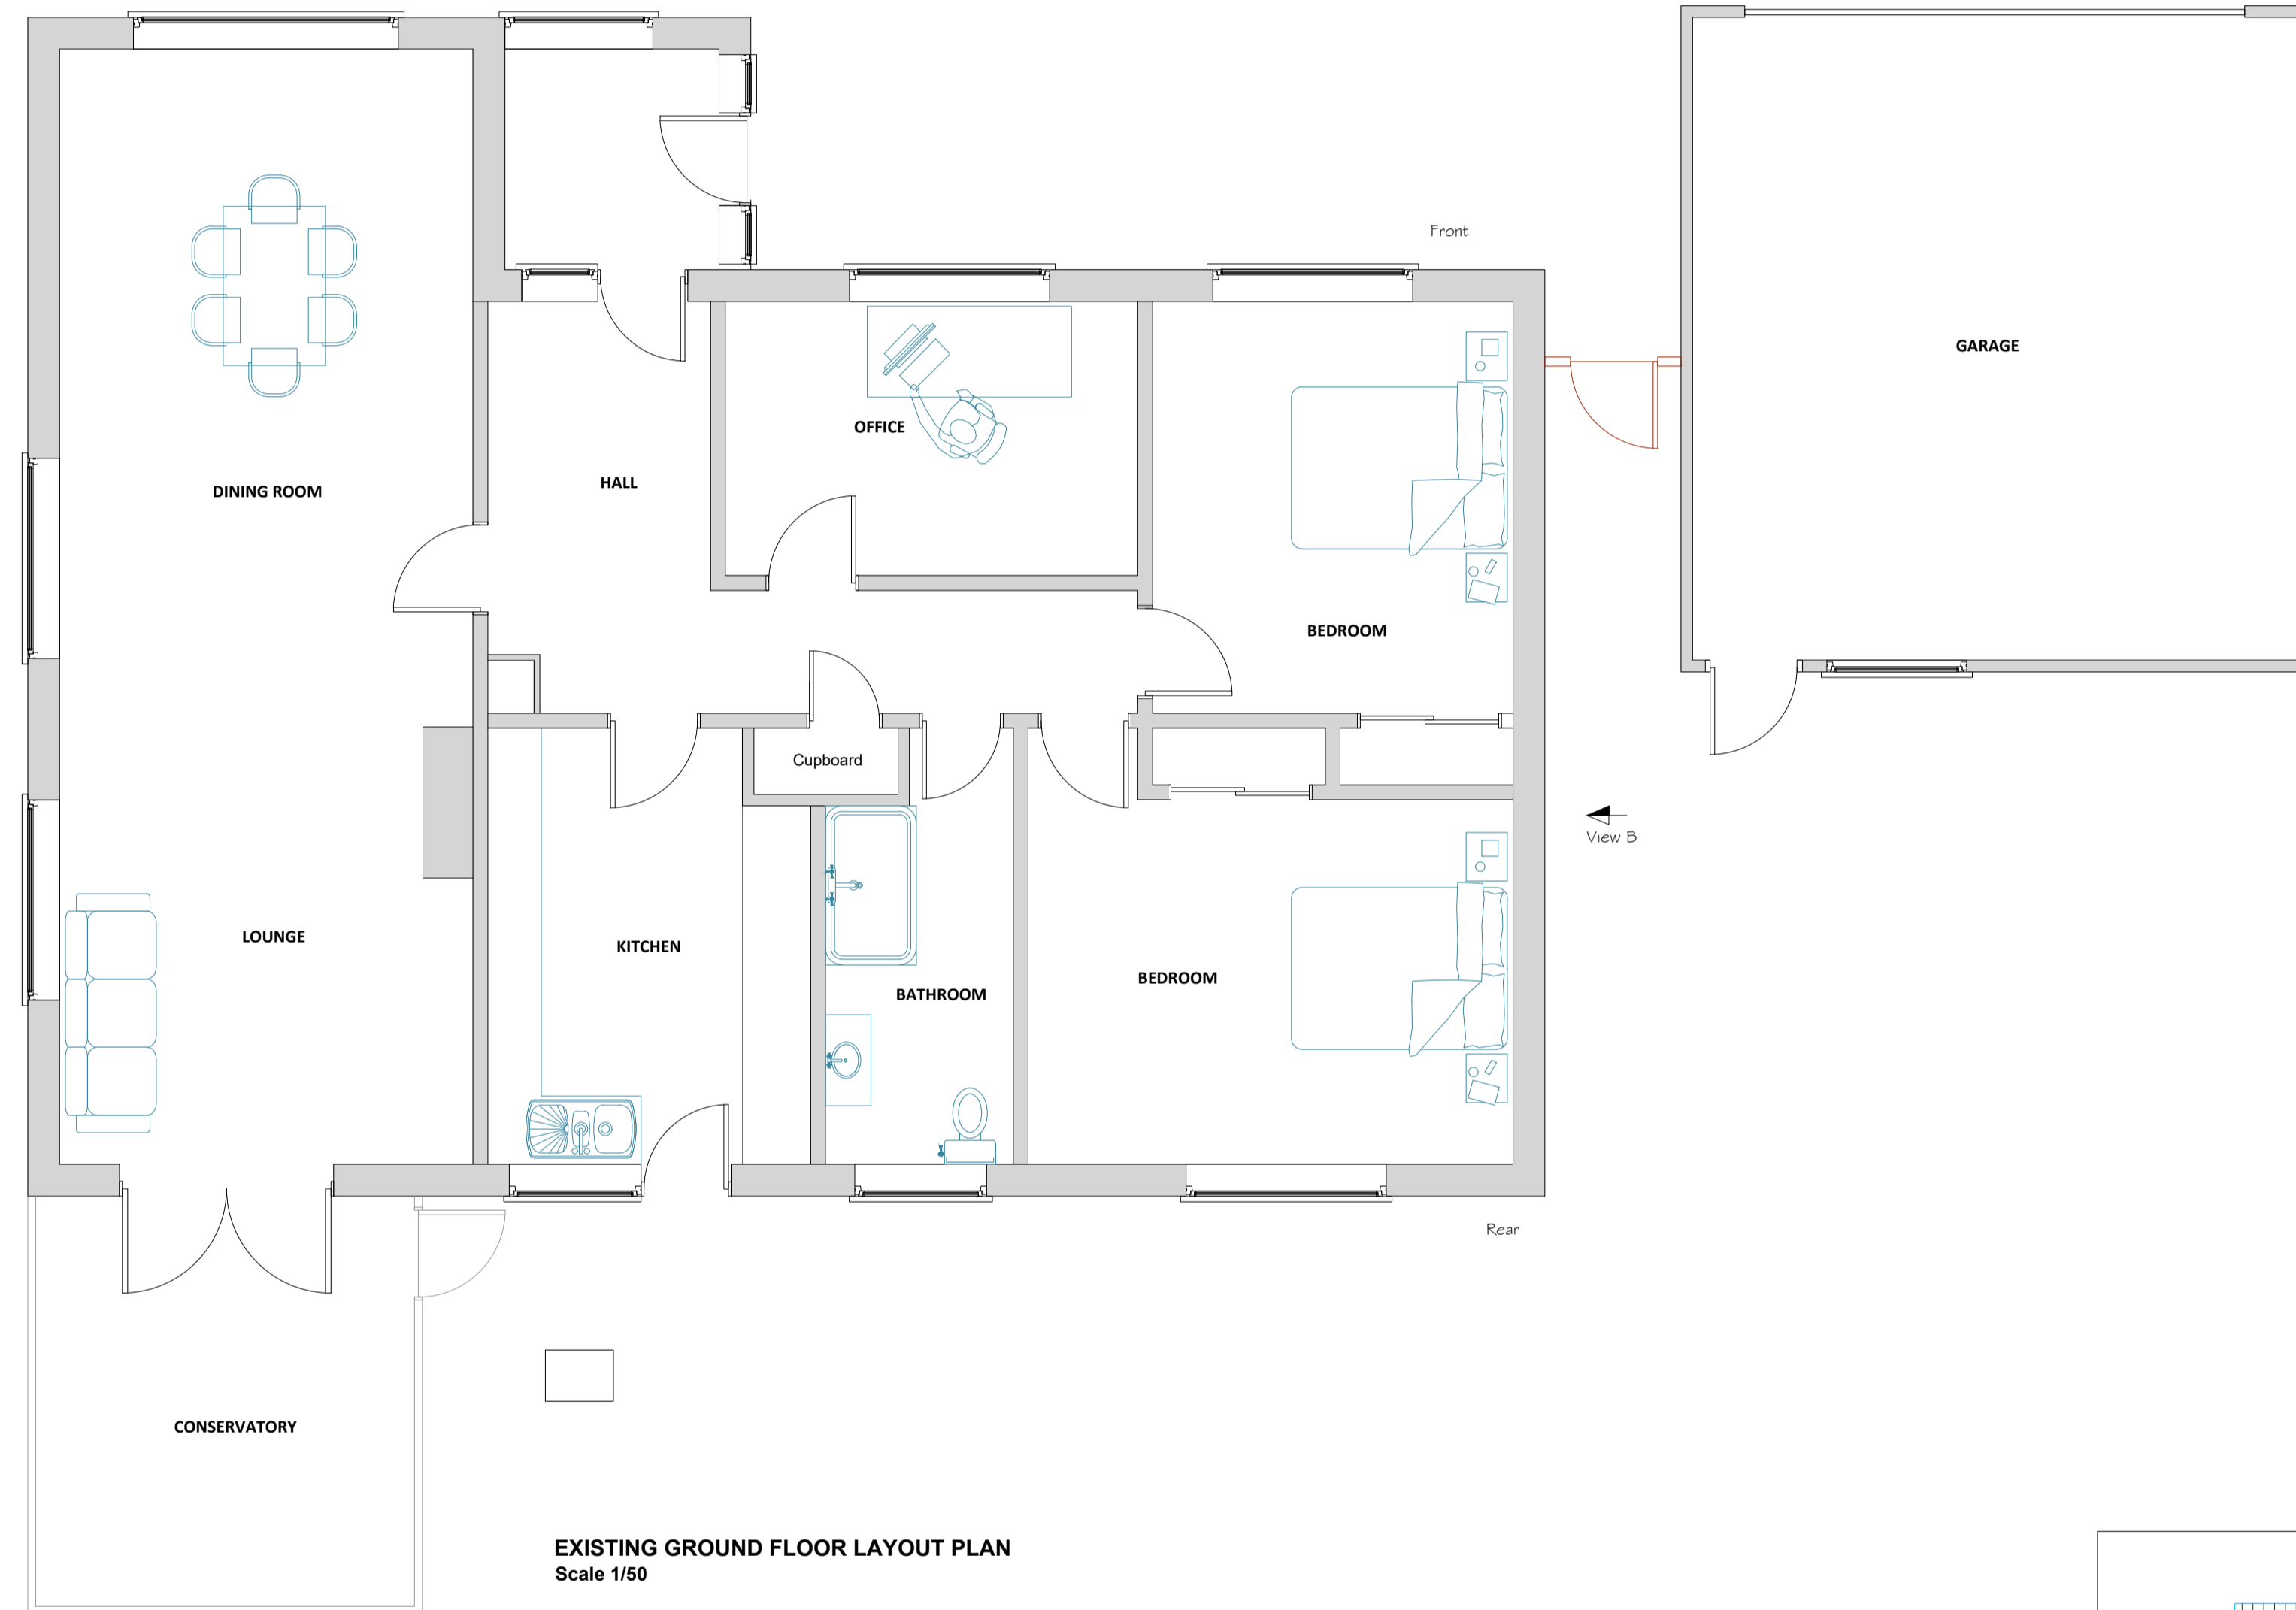 Front
GARAGE
OFFICE
HALL
DINING ROOM
BEDROOM
Cupboard
View B
LOUNGE
KITCHEN
BEDROOM
BATHROOM
Rear
CONSERVATORY
EXISTING GROUND FLOOR LAYOUT PLAN
Scale 1/50